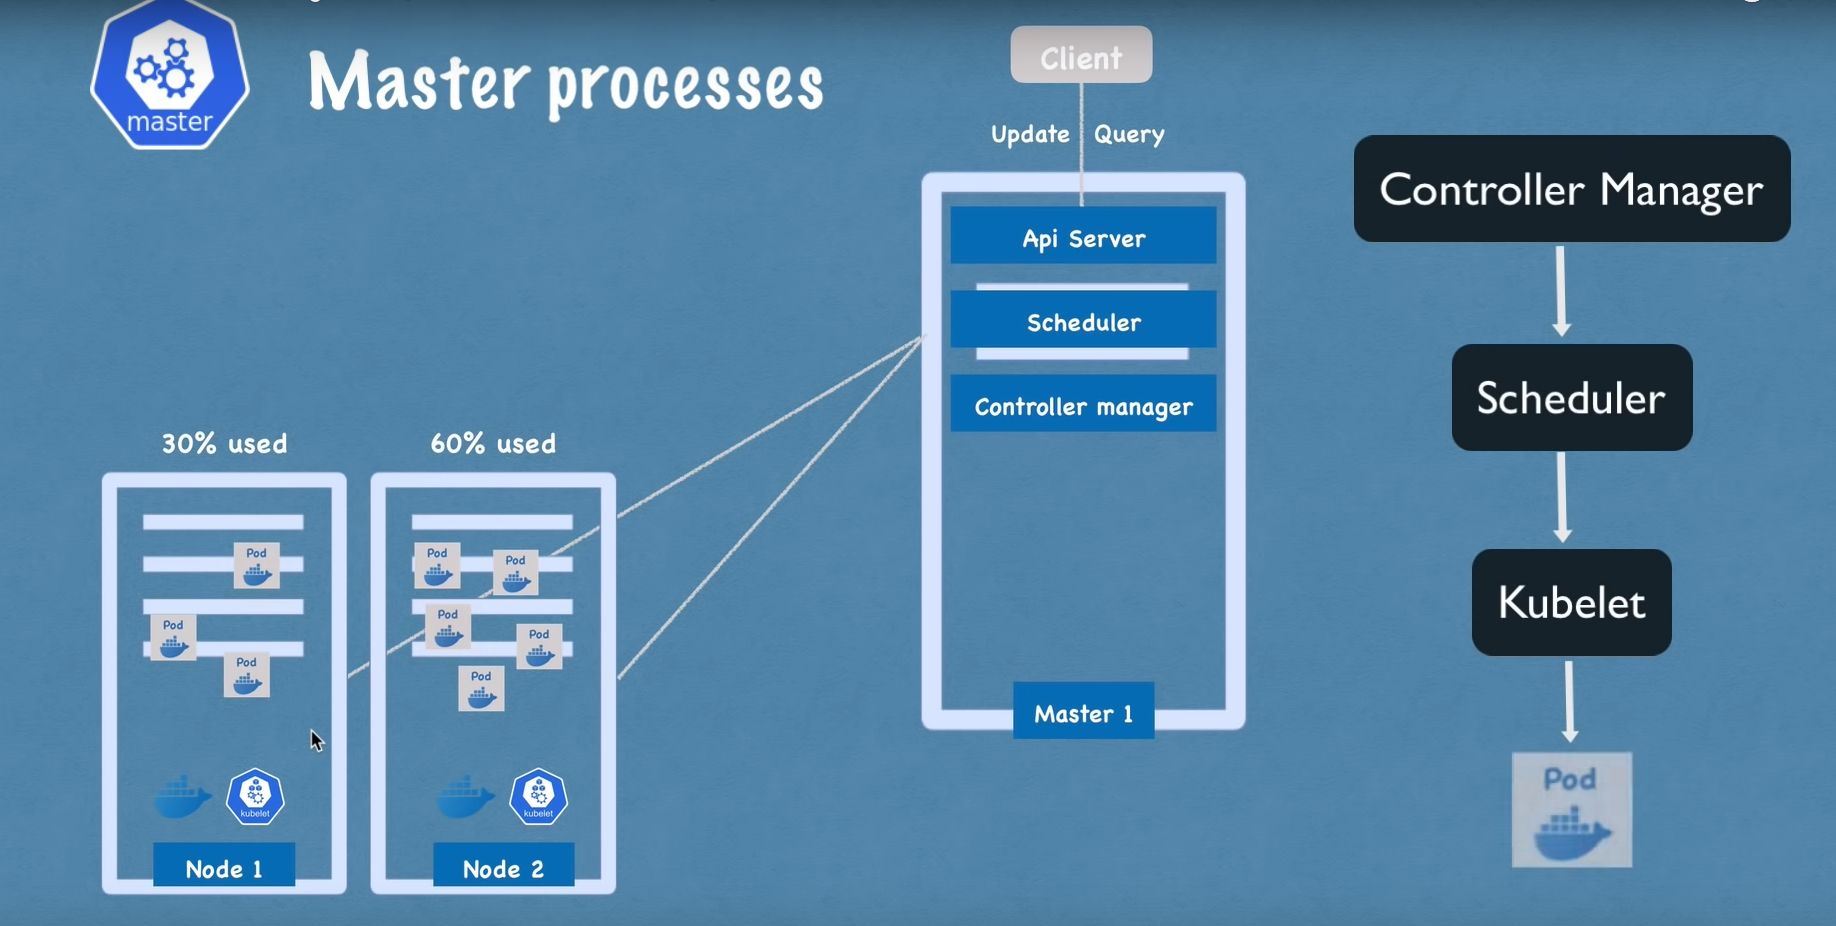 master
Master processes
Client
Update Query
Api Server
Scheduler
Controller manager
Master 1
30% used
60% used
Pod
Pod
Pod
kubelet
Node 1
Pod
Pod
Pod
Pod
Pod
kubelet
Node 2
Controller Manager
Scheduler
Kubelet
Pod